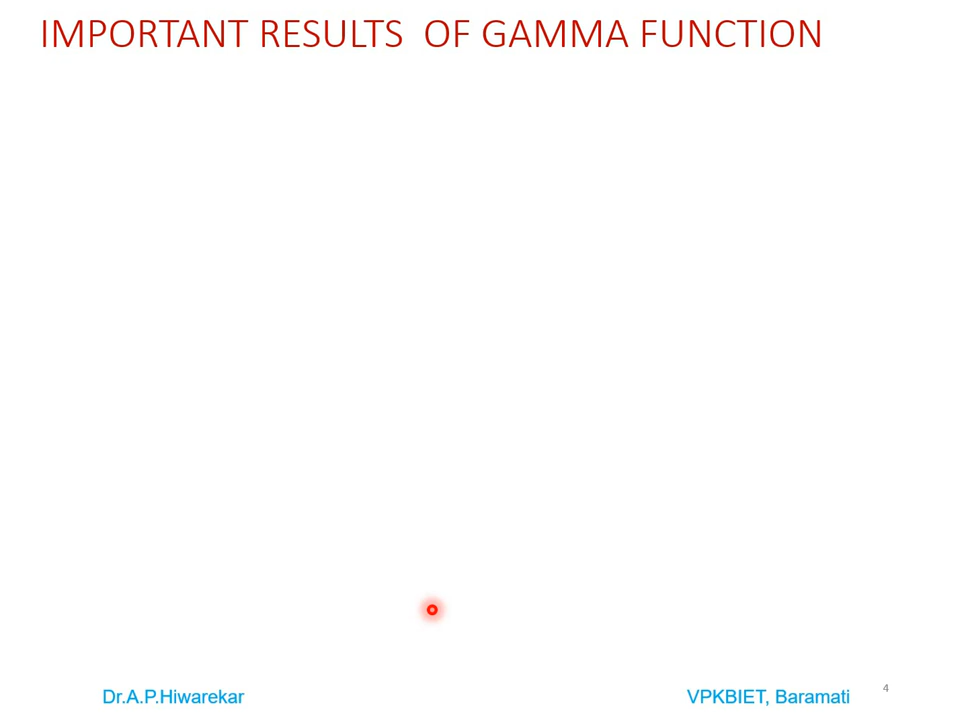 IMPORTANT RESULTS OF GAMMA FUNCTION
Dr.A.P.Hiwarekar
VPKBIET, Baramati
4